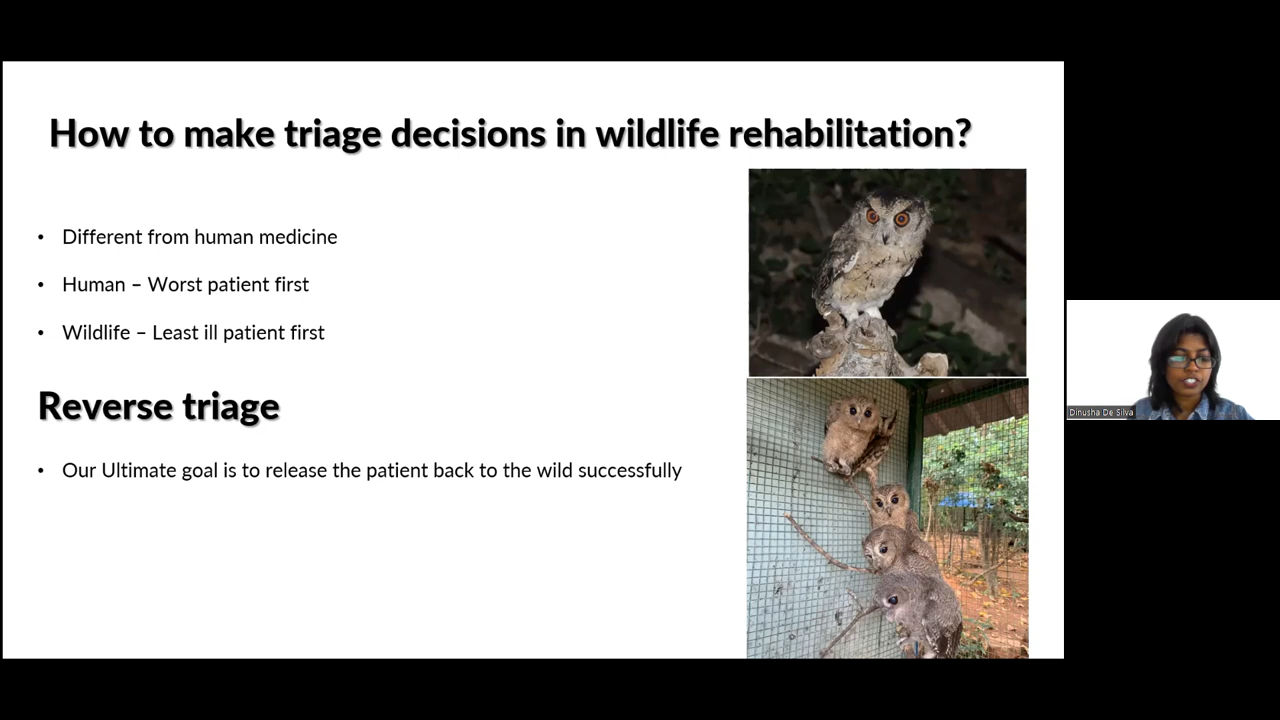 How to make triage decisions in wildlife rehabilitation?
• Different from human medicine
• Human – Worst patient first
• Wildlife – Least ill patient first
Reverse triage
• Our Ultimate goal is to release the patient back to the wild successfully
Dinusha De Silva